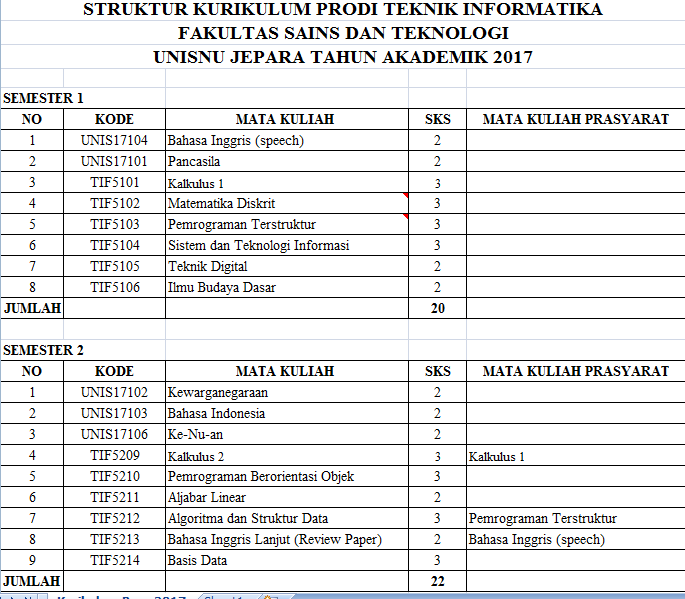 STRUKTUR KURIKULUM PRODI TEKNIK INFORMATIKA
FAKULTAS SAINS DAN TEKNOLOGI
UNISNU JEPARA TAHUN AKADEMIK 2017
SEMESTER 1
NO KODE MATA KULIAH SKS MATA KULIAH PRASYARAT
1 UNIS17104 Bahasa Inggris (speech) 2
2 UNIS17101 Pancasila 2
3 TIF5101 Kalkulus 1 3
4 TIF5102 Matematika Diskrit 3
5 TIF5103 Pemrograman Terstruktur 3
6 TIF5104 Sistem dan Teknologi Informasi 3
7 TIF5105 Teknik Digital 2
8 TIF5106 Ilmu Budaya Dasar 2
JUMLAH 20
SEMESTER 2
NO KODE MATA KULIAH SKS MATA KULIAH PRASYARAT
1 UNIS17102 Kewarganegaraan 2
2 UNIS17103 Bahasa Indonesia 2
3 UNIS17106 Ke-Nu-an 2
4 TIF5209 Kalkulus 2 3 Kalkulus 1
5 TIF5210 Pemrograman Berorientasi Objek 3
6 TIF5211 Aljabar Linear 2
7 TIF5212 Algoritma dan Struktur Data 3 Pemrograman Terstruktur
8 TIF5213 Bahasa Inggris Lanjut (Review Paper) 2 Bahasa Inggris (speech)
9 TIF5214 Basis Data 3
JUMLAH 22